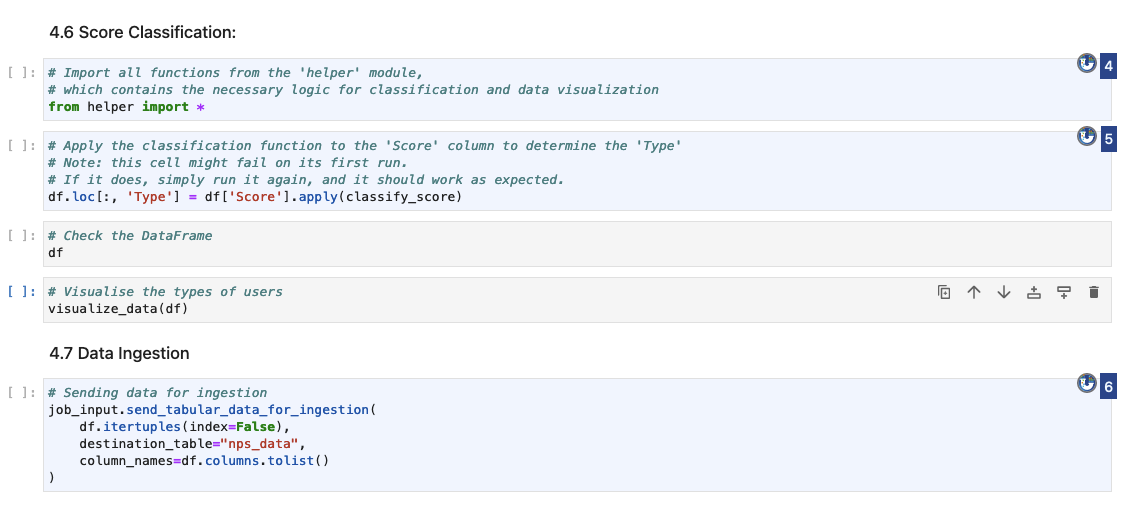 4.6 Score Classification:
[ ]: # Import all functions from the 'helper' module,
# which contains the necessary logic for classification and data visualization
from helper import *
4
[ ]: # Apply the classification function to the 'Score' column to determine the 'Type'
# Note: this cell might fail on its first run.
# If it does, simply run it again, and it should work as expected.
df.loc[:, 'Type'] = df['Score'].apply(classify_score)
5
[ ]: # Check the DataFrame
df
[ ]: # Visualise the types of users
visualize_data(df)
4.7 Data Ingestion
[ ]: # Sending data for ingestion
job_input.send_tabular_data_for_ingestion(
    df.itertuples(index=False),
    destination_table="nps_data",
    column_names=df.columns.tolist()
)
6